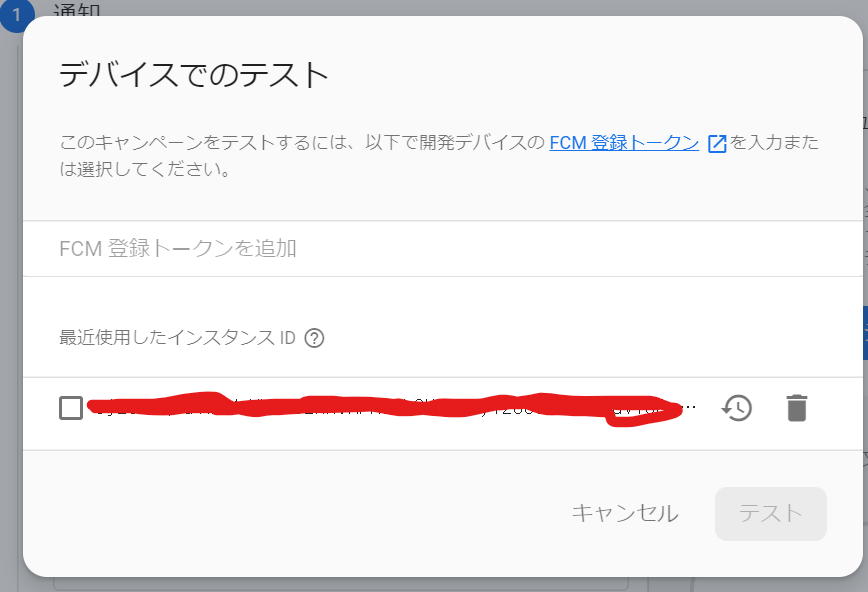 1 通知
デバイスでのテスト
このキャンペーンをテストするには、以下で開発デバイスの FCM 登録トークン を入力また
は選択してください。
FCM 登録トークンを追加
最近使用したインスタンス ID
キャンセル テスト